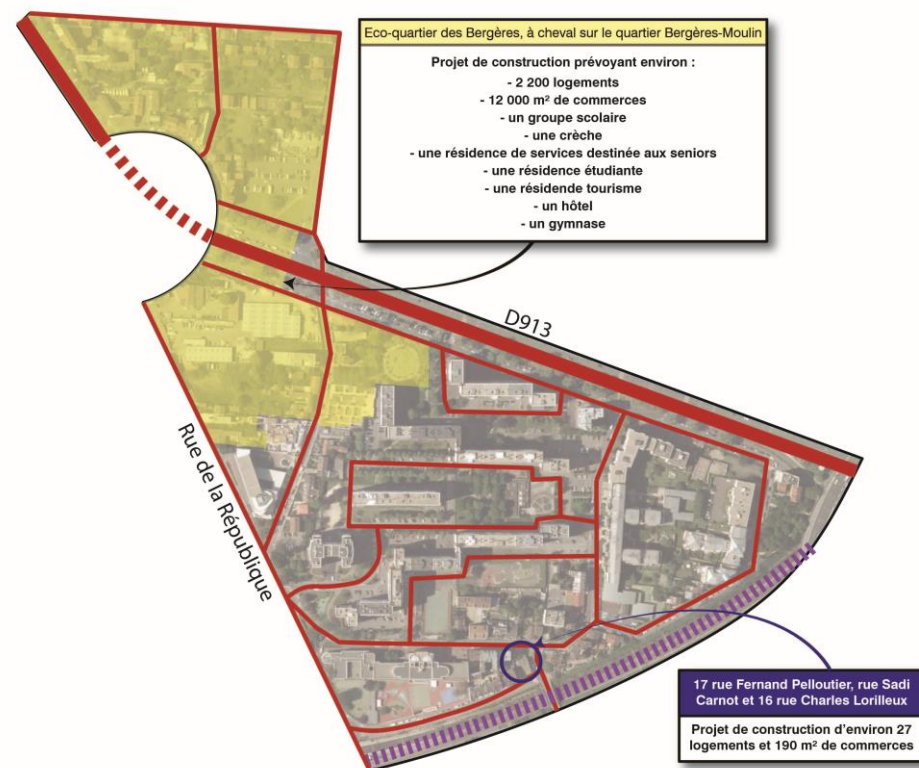 Eco-quartier des Bergères, à cheval sur le quartier Bergères-Moulin
Projet de construction prévoyant environ :
- 2 200 logements
- 12 000 m² de commerces
- un groupe scolaire
- une crèche
- une résidence de services destinée aux seniors
- une résidence étudiante
- une résidende tourisme
- un hôtel
- un gymnase
D913
Rue de la République
17 rue Fernand Pelloutier, rue Sadi
Carnot et 16 rue Charles Lorilleux
Projet de construction d'environ 27
logements et 190 m² de commerces